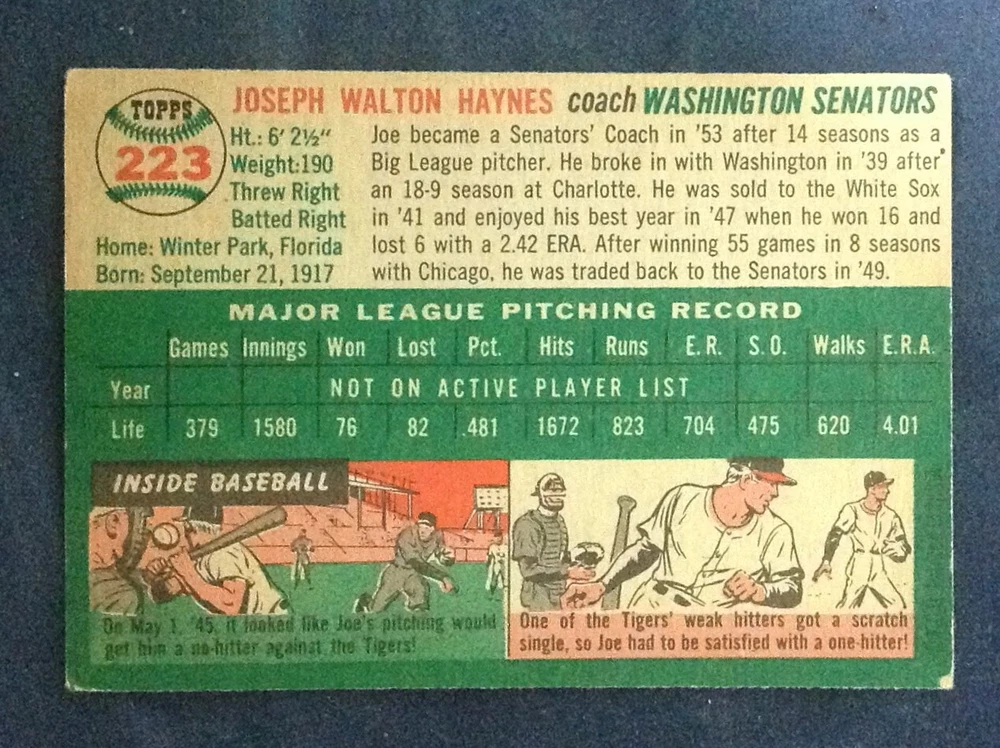 TOPPS
223
JOSEPH WALTON HAYNES coach WASHINGTON SENATORS
Ht.: 6' 2½"
Weight:190
Threw Right
Batted Right
Home: Winter Park, Florida
Born: September 21, 1917
Joe became a Senators' Coach in '53 after 14 seasons as a
Big League pitcher. He broke in with Washington in '39 after
an 18-9 season at Charlotte. He was sold to the White Sox
in '41 and enjoyed his best year in '47 when he won 16 and
lost 6 with a 2.42 ERA. After winning 55 games in 8 seasons
with Chicago, he was traded back to the Senators in '49.
MAJOR LEAGUE PITCHING RECORD
Games Innings Won Lost Pct. Hits Runs E.R. S.O. Walks E.R.A.
Year NOT ON ACTIVE PLAYER LIST
Life 379 1580 76 82 .481 1672 823 704 475 620 4.01
INSIDE BASEBALL
On May 1, '45, it looked like Joe's pitching would
get him a no-hitter against the Tigers!
One of the Tigers' weak hitters got a scratch
single, so Joe had to be satisfied with a one-hitter!